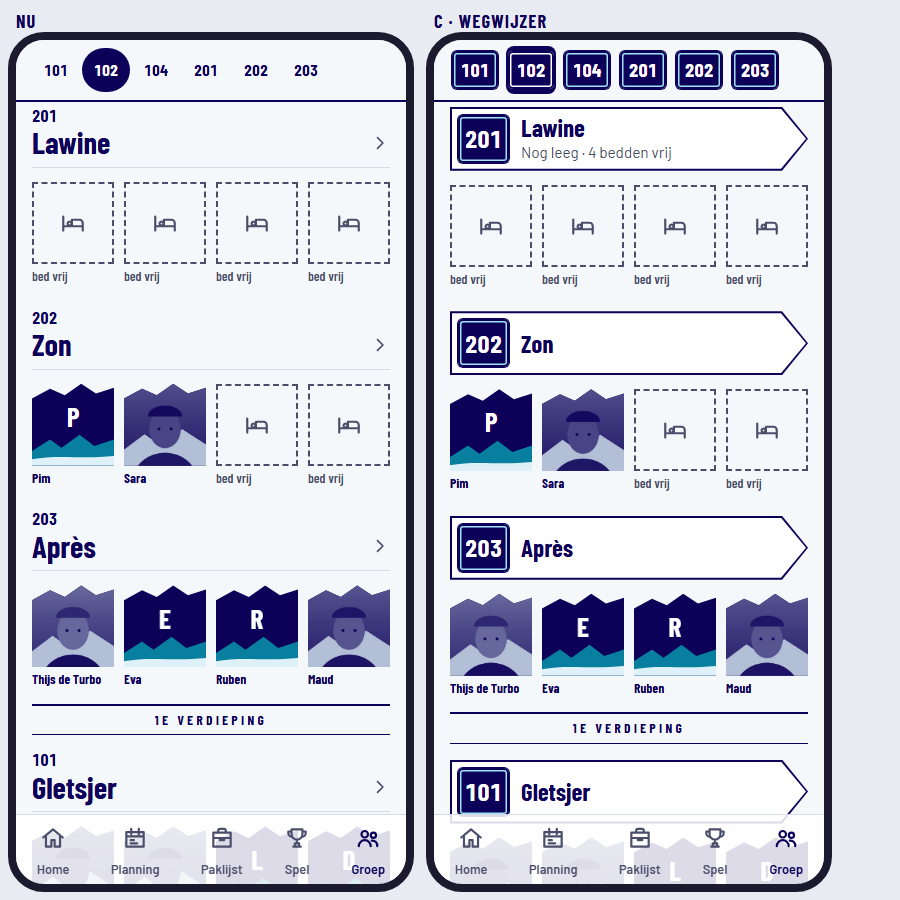 NU
101 102 104 201 202 203
201
Lawine
bed vrij bed vrij bed vrij bed vrij
202
Zon
P
Pim Sara bed vrij bed vrij
203
Après
E R
Thijs de Turbo Eva Ruben Maud
1E VERDIEPING
101
Gletsjer
L D
Home Planning Paklijst Spel Groep
C · WEGWIJZER
101 102 104 201 202 203
201 Lawine
Nog leeg · 4 bedden vrij
bed vrij bed vrij bed vrij bed vrij
202 Zon
P
Pim Sara bed vrij bed vrij
203 Après
E R
Thijs de Turbo Eva Ruben Maud
1E VERDIEPING
101 Gletsjer
L D
Home Planning Paklijst Spel Groep